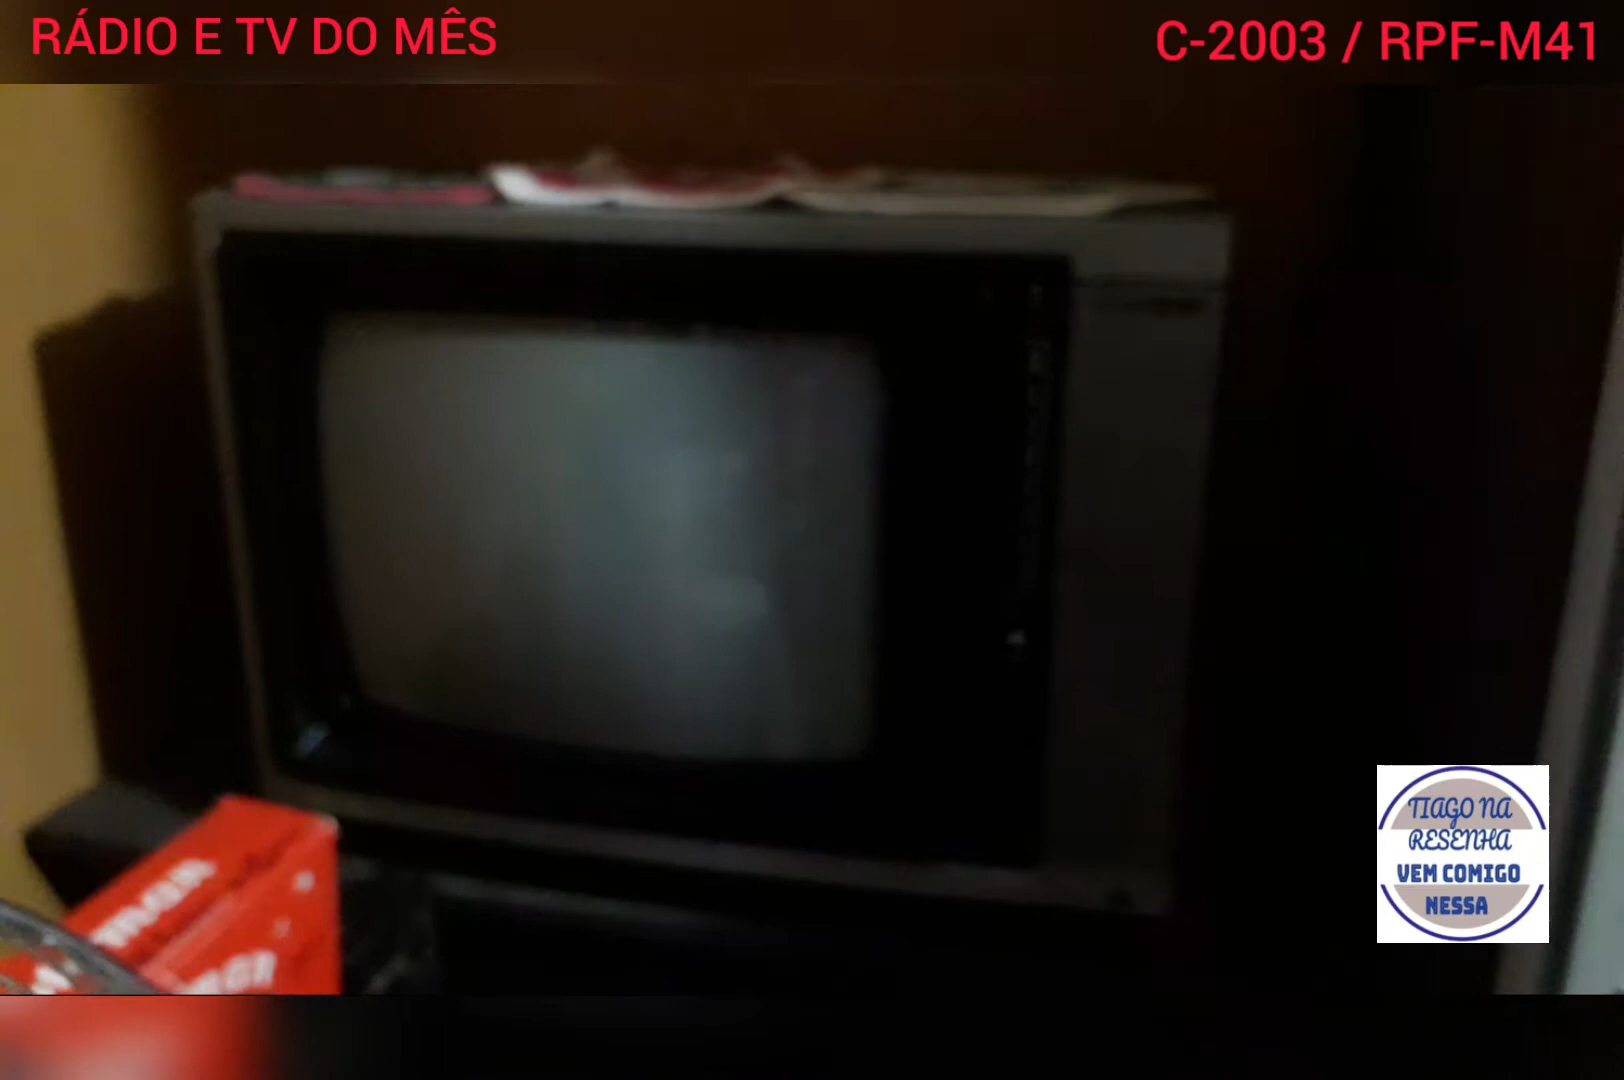 RÁDIO E TV DO MÊS
C-2003 / RPF-M41
TIAGO NA
RESENHA
VEM COMIGO
NESSA